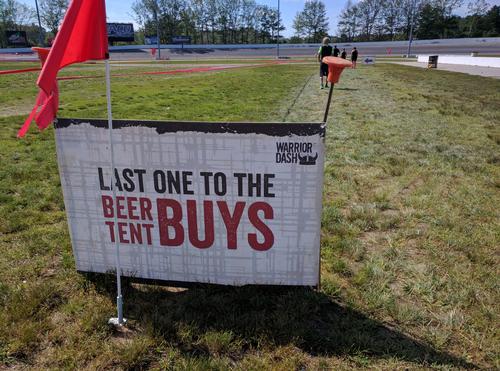 WARRIOR
DASH
LAST ONE TO THE
BEER TENT BUYS